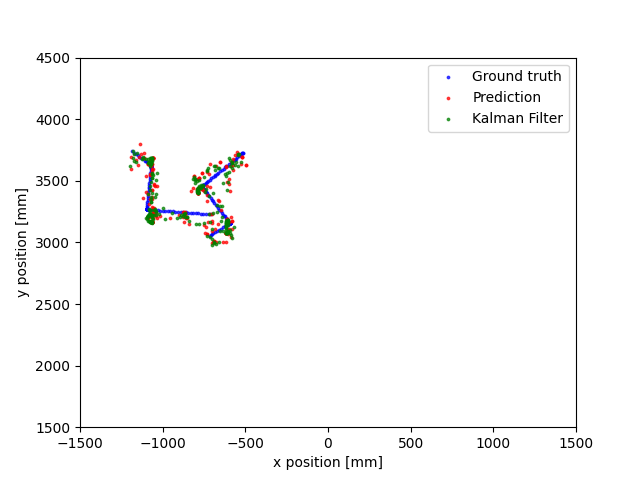 4500
4000
3500
3000
2500
2000
1500
−1500
−1000
−500
0
500
1000
1500
x position [mm]
y position [mm]
Ground truth
Prediction
Kalman Filter